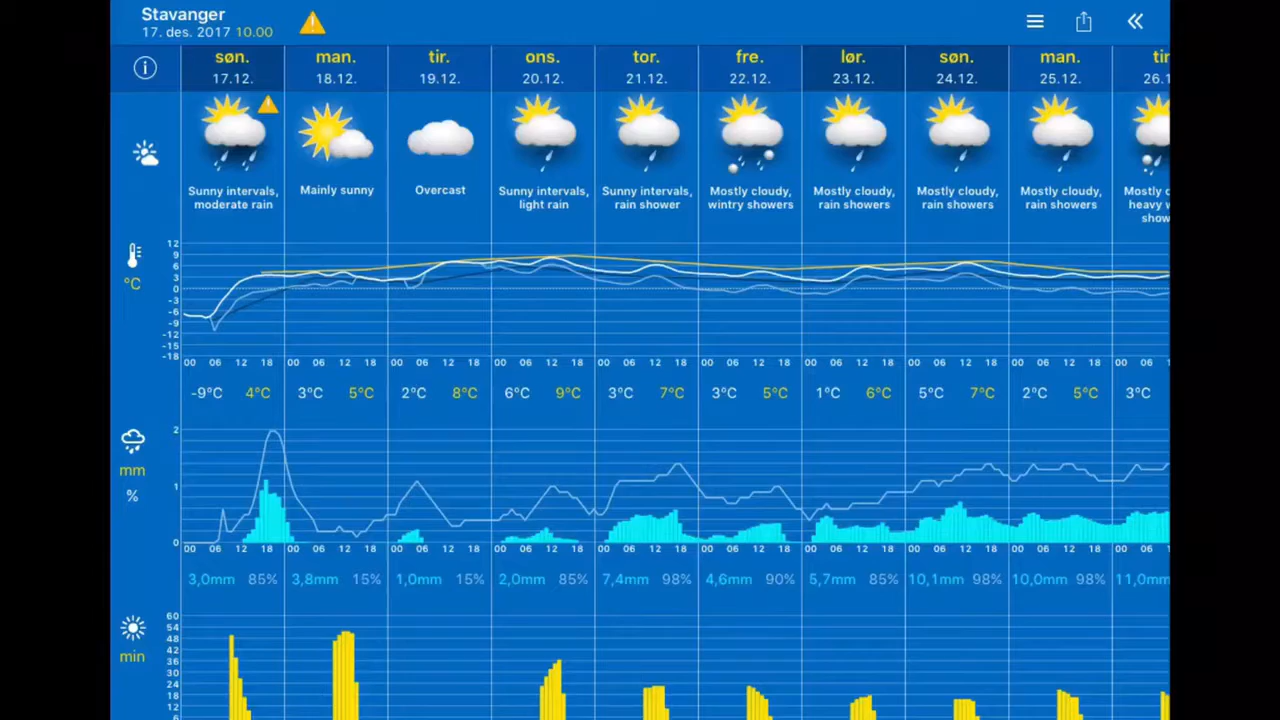 Stavanger
17. des. 2017 10.00
søn. man. tir. ons. tor. fre. lør. søn. man. tir
17.12. 18.12. 19.12. 20.12. 21.12. 22.12. 23.12. 24.12. 25.12. 26.1
Sunny intervals, moderate rain
Mainly sunny
Overcast
Sunny intervals, light rain
Sunny intervals, rain shower
Mostly cloudy, wintry showers
Mostly cloudy, rain showers
Mostly cloudy, rain showers
Mostly cloudy, rain showers
Mostly c heavy w show
°C
12
9
6
3
0
-3
-6
-9
-12
-15
-18
00 06 12 18 00 06 12 18 00 06 12 18 00 06 12 18 00 06 12 18 00 06 12 18 00 06 12 18 00 06 12 18 00 06 12 18 00 06 1
-9°C 4°C 3°C 5°C 2°C 8°C 6°C 9°C 3°C 7°C 3°C 5°C 1°C 6°C 5°C 7°C 2°C 5°C 3°C
mm
%
2
1
0
00 06 12 18 00 06 12 18 00 06 12 18 00 06 12 18 00 06 12 18 00 06 12 18 00 06 12 18 00 06 12 18 00 06 12 18 00 06 1
3,0mm 85% 3,8mm 15% 1,0mm 15% 2,0mm 85% 7,4mm 98% 4,6mm 90% 5,7mm 85% 10,1mm 98% 10,0mm 98% 11,0mm
min
60
54
48
42
36
30
24
18
12
6